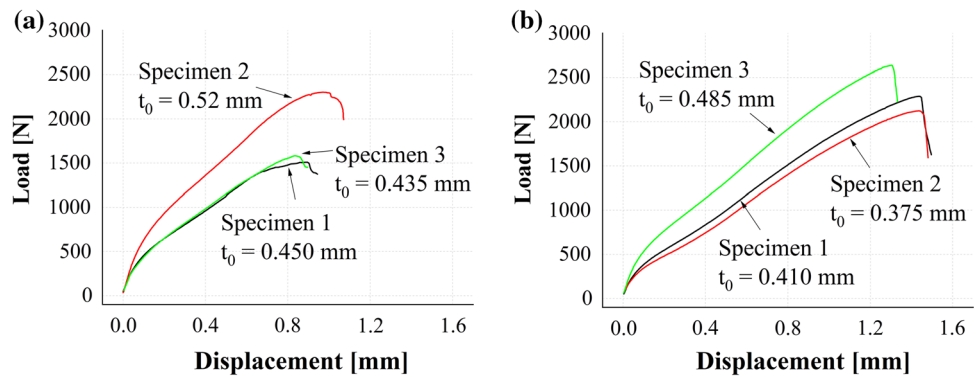 (a)
3000
2500
2000
1500
1000
500
0
Load [N]
Specimen 2
t0 = 0.52 mm
Specimen 3
t0 = 0.435 mm
Specimen 1
t0 = 0.450 mm
0.0 0.4 0.8 1.2 1.6
Displacement [mm]
(b)
3000
2500
2000
1500
1000
500
0
Load [N]
Specimen 3
t0 = 0.485 mm
Specimen 2
t0 = 0.375 mm
Specimen 1
t0 = 0.410 mm
0.0 0.4 0.8 1.2 1.6
Displacement [mm]